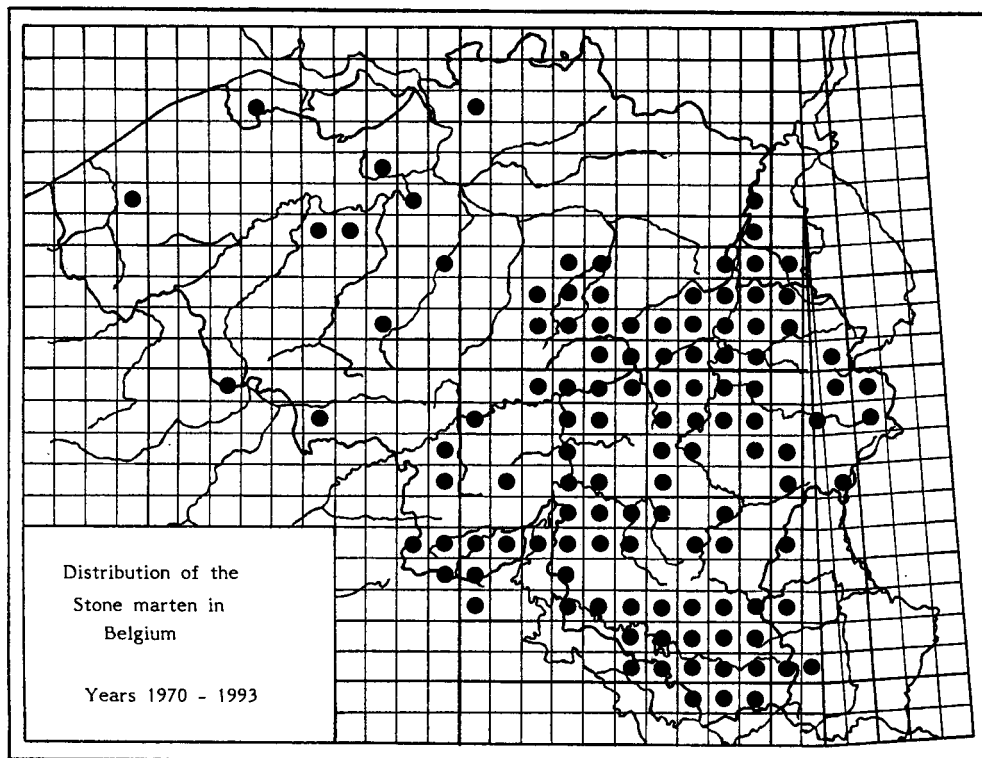 Distribution of the
Stone marten in
Belgium
Years 1970 - 1993